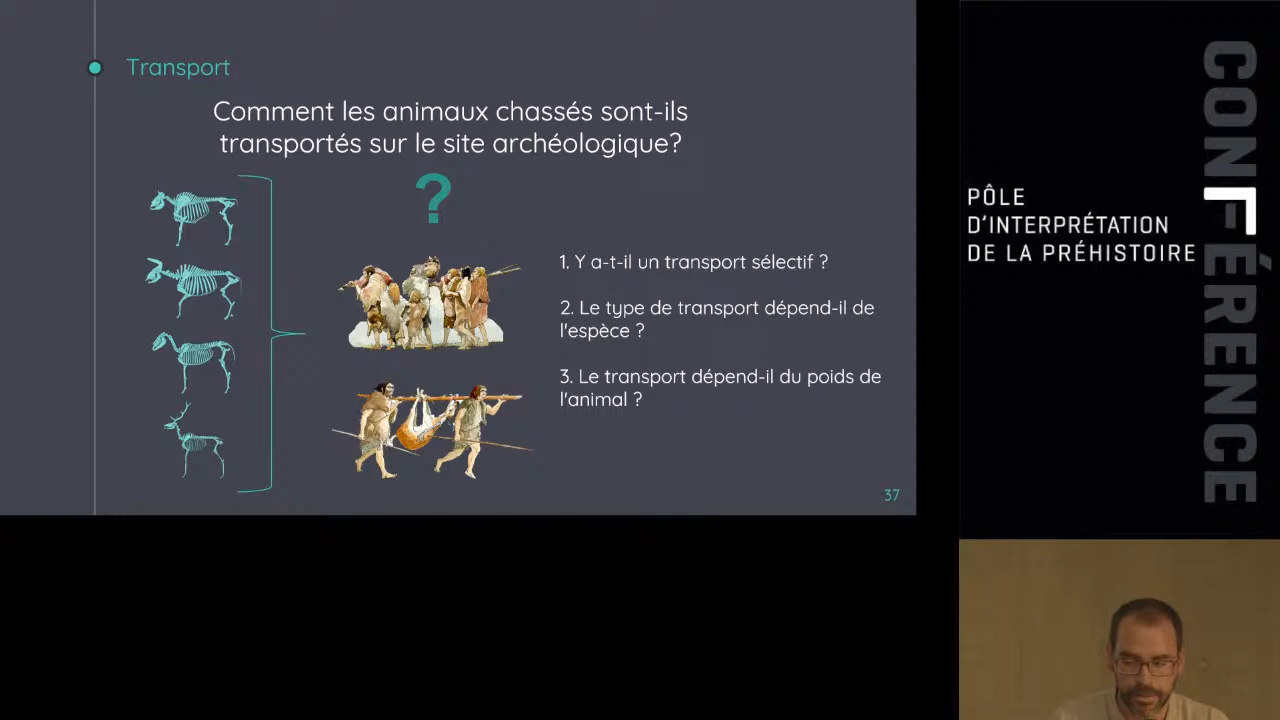 Transport
Comment les animaux chassés sont-ils
transportés sur le site archéologique?
?
1. Y a-t-il un transport sélectif ?
2. Le type de transport dépend-il de
l'espèce ?
3. Le transport dépend-il du poids de
l'animal ?
37
PÔLE
D'INTERPRÉTATION
DE LA PRÉHISTOIRE
CONFÉRENCE